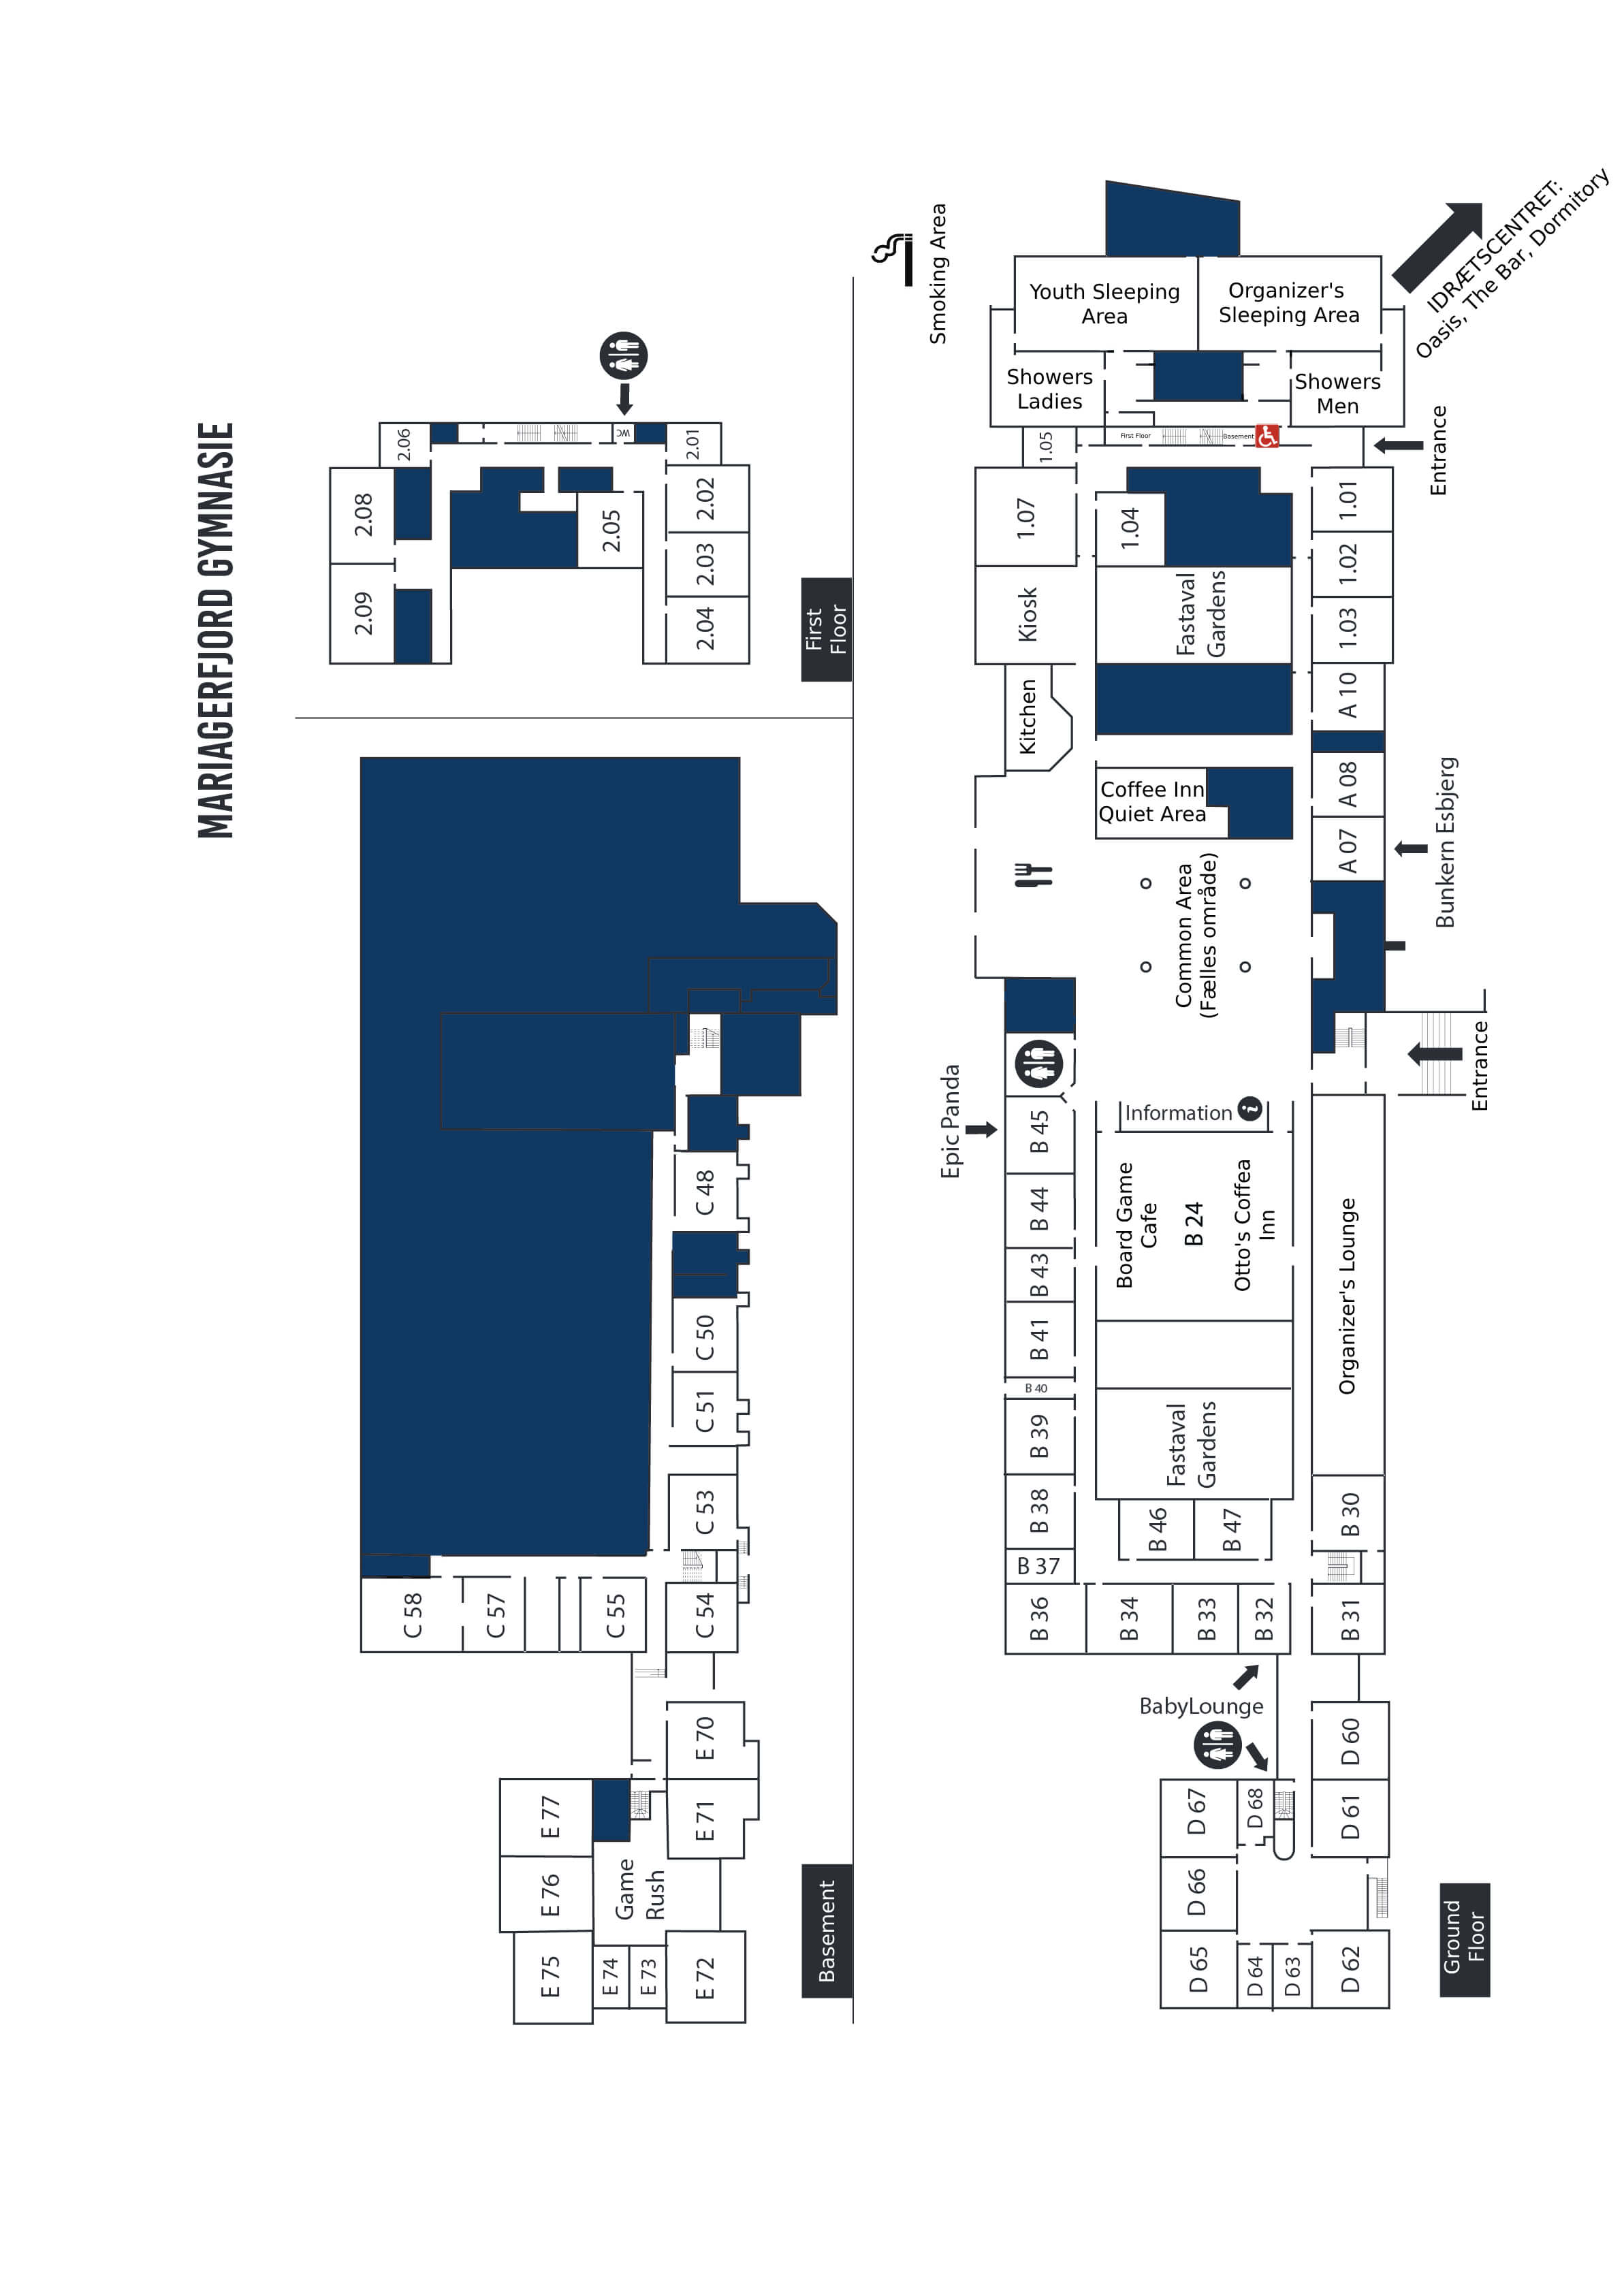 MARIAGERFJORD GYMNASIE
2.06
2.08
2.09
WC
2.01
2.02
2.03
2.04
2.05
First
Floor
C 48
C 50
C 51
C 53
C 54
C 55
C 57
C 58
E 70
E 71
E 72
E 73
E 74
E 75
E 76
E 77
Game
Rush
Basement
Smoking Area
Youth Sleeping
Area
Organizer's
Sleeping Area
Showers
Ladies
Showers
Men
IDRÆTSCENTRET:
Oasis, The Bar, Dormitory
First Floor
Basement
Entrance
1.05
1.07
1.04
1.01
1.02
1.03
Kiosk
Fastaval
Gardens
Kitchen
A 10
A 08
A 07
Coffee Inn
Quiet Area
Bunkern Esbjerg
Common Area
(Fælles område)
Entrance
Epic Panda
Information
i
B 45
B 44
B 43
B 41
B 40
B 39
B 38
B 37
B 36
Board Game
Cafe
B 24
Otto's Coffea
Inn
Organizer's Lounge
Fastaval
Gardens
B 46
B 47
B 30
B 34
B 33
B 32
B 31
BabyLounge
D 60
D 61
D 62
D 63
D 64
D 65
D 66
D 67
D 68
Ground
Floor